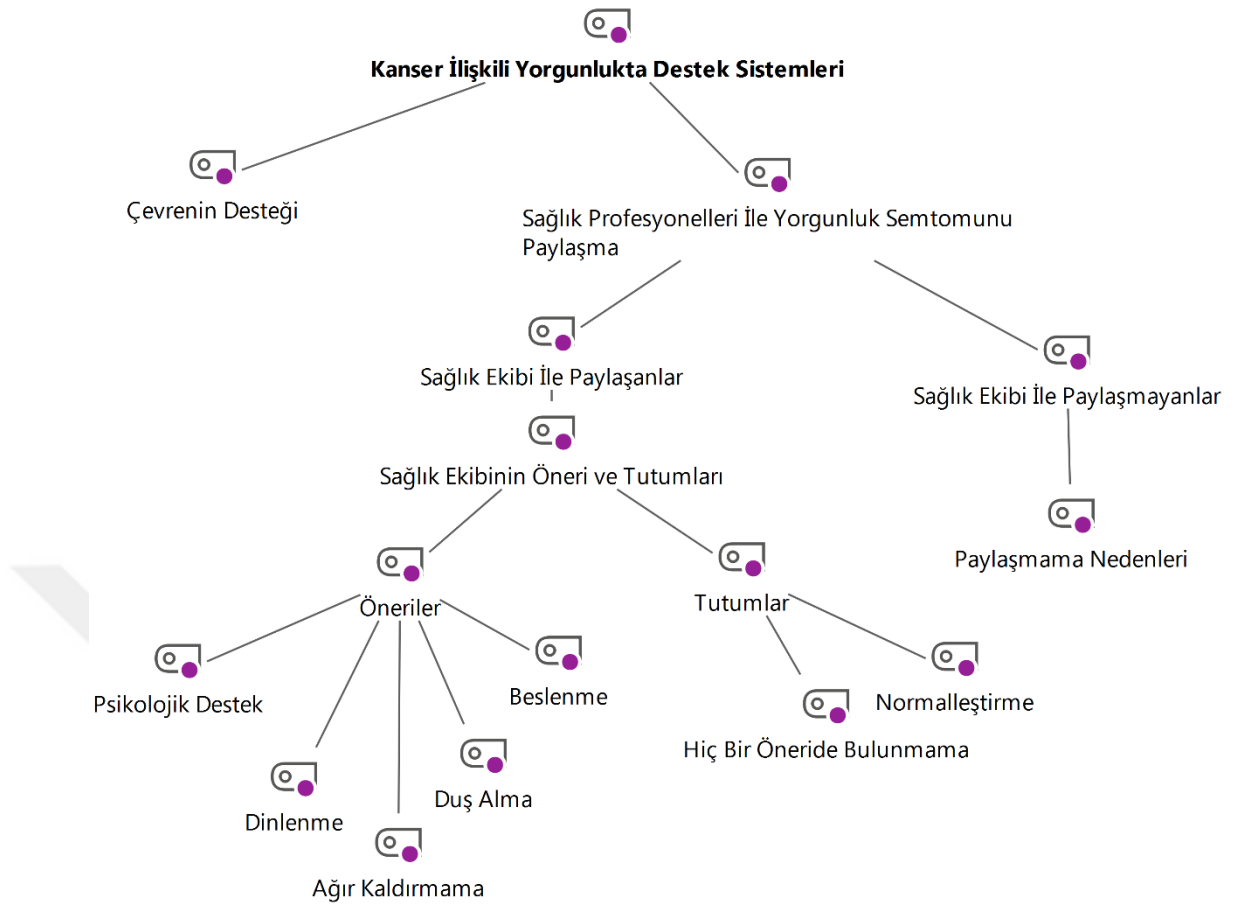 Kanser İlişkili Yorgunlukta Destek Sistemleri
Çevrenin Desteği
Sağlık Profesyonelleri İle Yorgunluk Semtomunu
Paylaşma
Sağlık Ekibi İle Paylaşanlar
Sağlık Ekibi İle Paylaşmayanlar
Sağlık Ekibinin Öneri ve Tutumları
Paylaşmama Nedenleri
Öneriler
Tutumlar
Psikolojik Destek
Beslenme
Normalleştirme
Hiç Bir Öneride Bulunmama
Dinlenme
Duş Alma
Ağır Kaldırmama